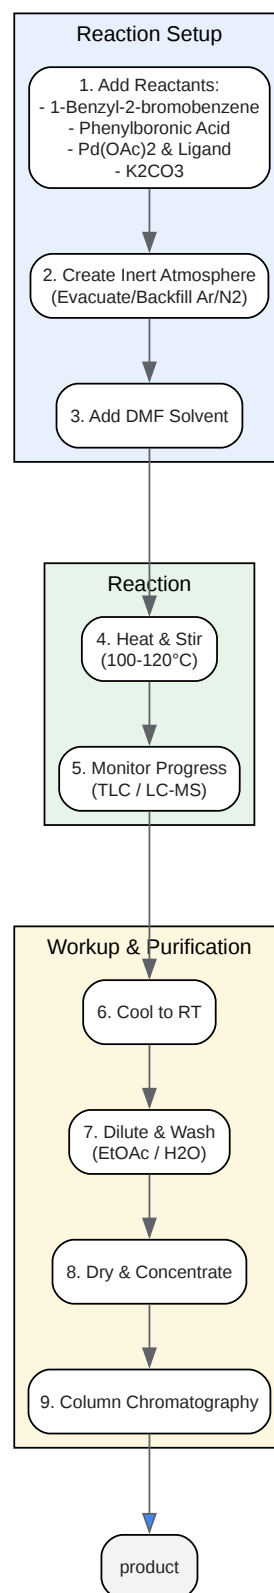 Reaction Setup
1. Add Reactants:
- 1-Benzyl-2-bromobenzene
- Phenylboronic Acid
- Pd(OAc)2 & Ligand
- K2CO3
2. Create Inert Atmosphere
(Evacuate/Backfill Ar/N2)
3. Add DMF Solvent
Reaction
4. Heat & Stir
(100-120°C)
5. Monitor Progress
(TLC / LC-MS)
Workup & Purification
6. Cool to RT
7. Dilute & Wash
(EtOAc / H2O)
8. Dry & Concentrate
9. Column Chromatography
product